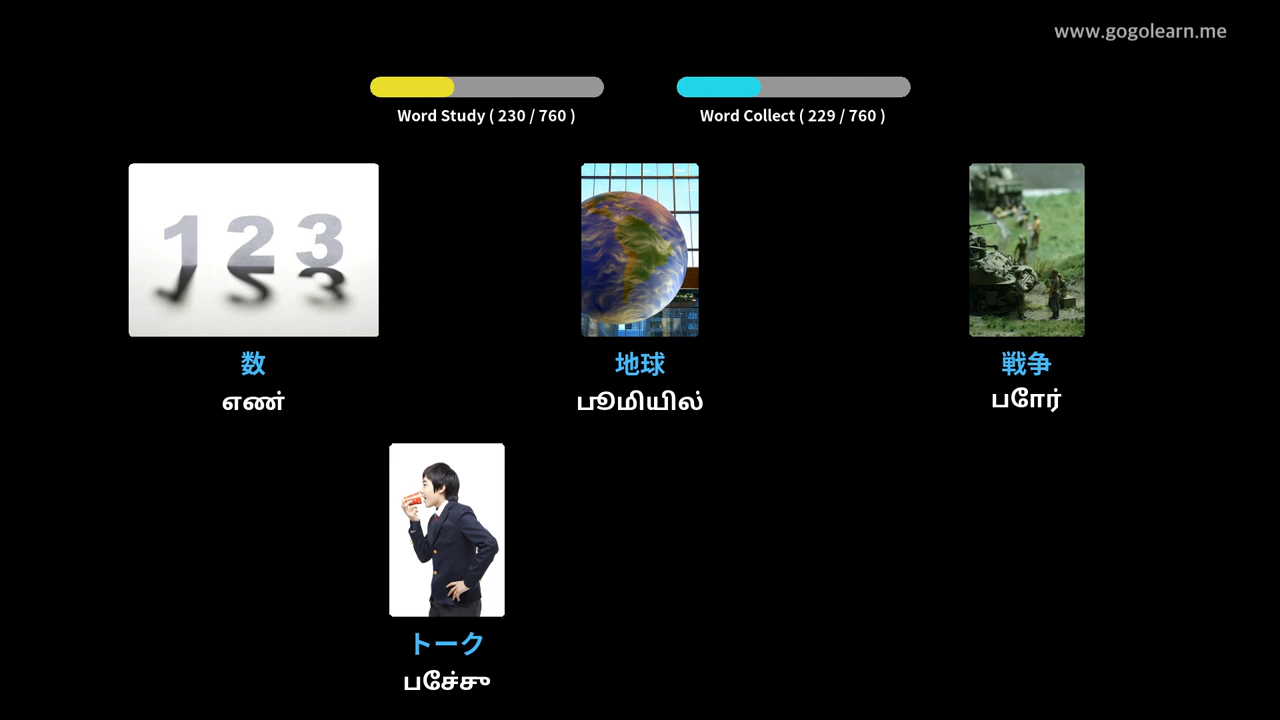 www.gogolearn.me
Word Study ( 230 / 760 )
Word Collect ( 229 / 760 )
数
எண்
地球
பூமியில்
戦争
போர்
トーク
பேச்சு